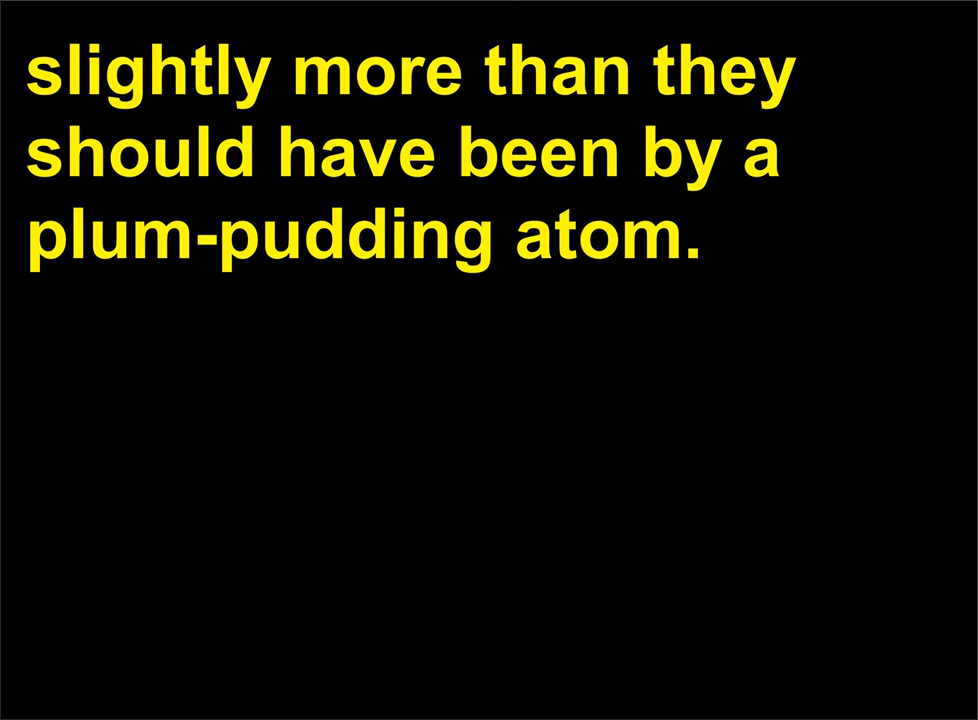 slightly more than they
should have been by a
plum-pudding atom.